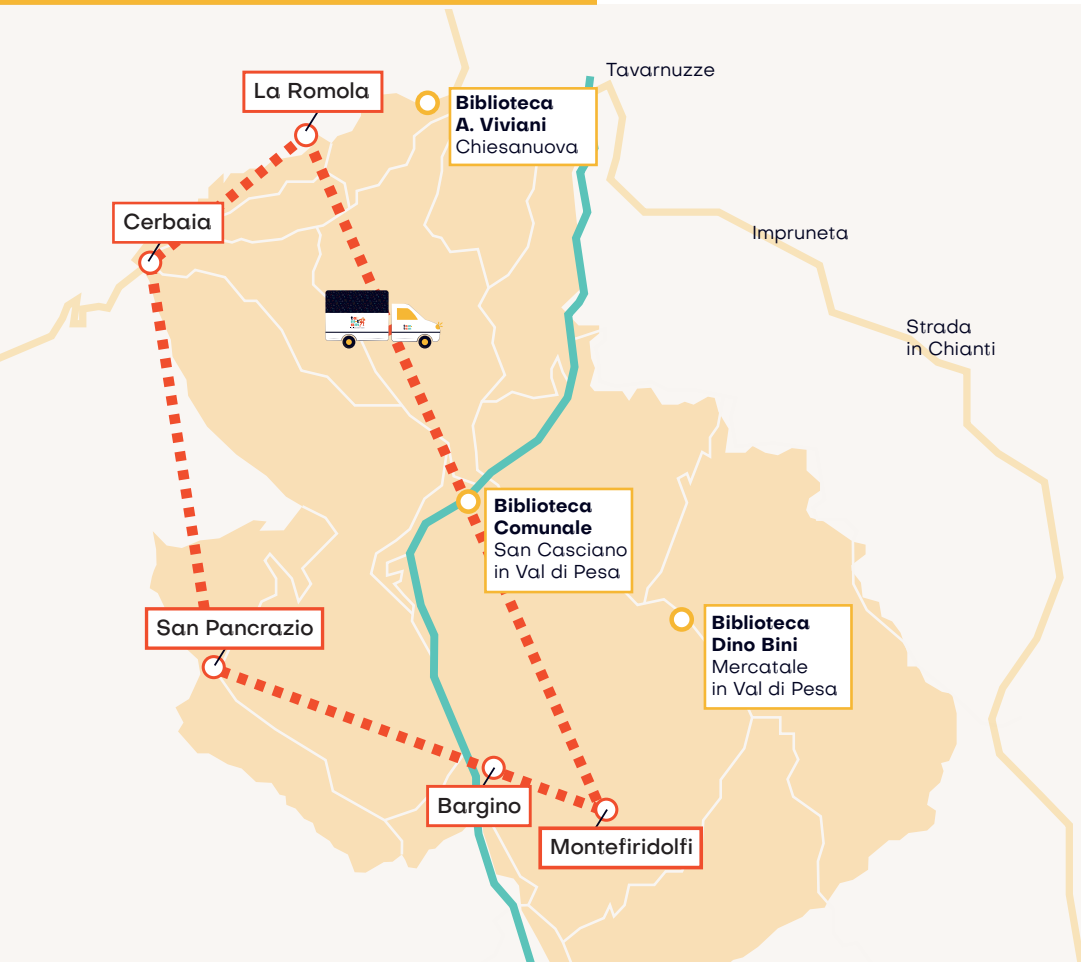 Tavarnuzze
La Romola
Biblioteca
A. Viviani
Chiesanuova
Cerbaia
Impruneta
Strada
in Chianti
Biblioteca
Comunale
San Casciano
in Val di Pesa
San Pancrazio
Biblioteca
Dino Bini
Mercatale
in Val di Pesa
Bargino
Montefiridolfi